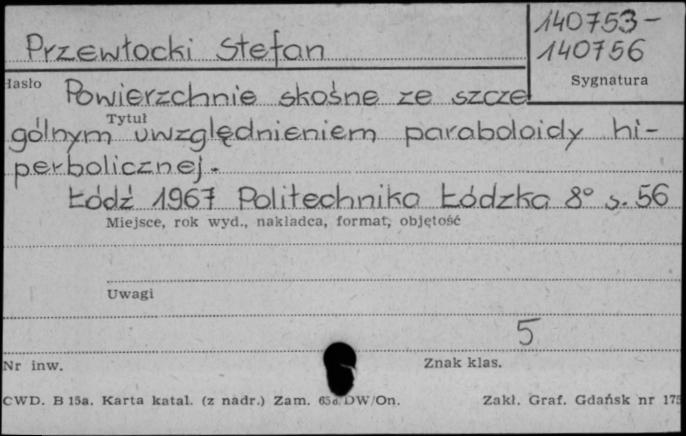 140753-
Przewłocki Stefan 140756
Hasło Sygnatura
Powierzchnie skośne ze szcze
Tytuł
gólnym uwzględnieniem paraboloidy hi-
perbolicznej.
Łódź 1967 Politechnika Łódzka 8° s. 56
Miejsce, rok wyd., nakładca, format, objętość
Uwagi
5
Nr inw. Znak klas.
CWD. B 15a. Karta katal. (z nadr.) Zam. DW/On. Zakł. Graf. Gdańsk nr 175